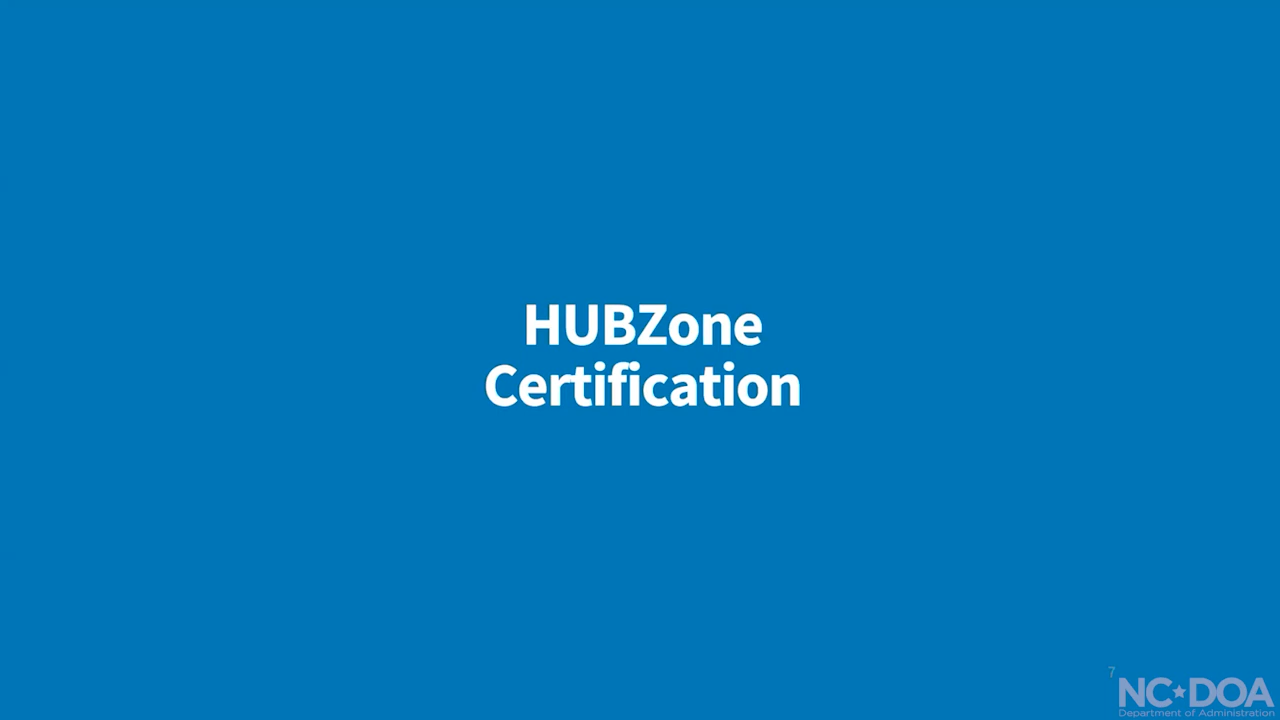 HUBZone
Certification
7
NC★DOA
Department of Administration